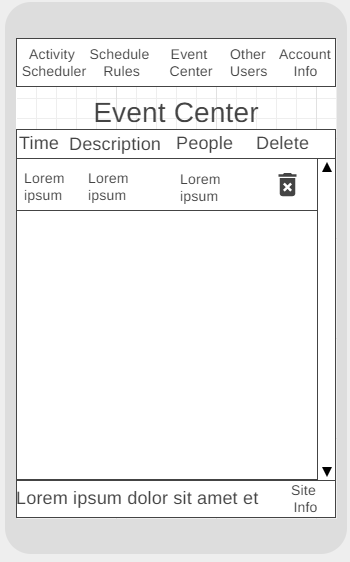 Activity Schedule Event Other Account
Scheduler Rules Center Users Info
Event Center
Time Description People Delete
Lorem Lorem Lorem
ipsum ipsum ipsum
Lorem ipsum dolor sit amet et
Site
Info